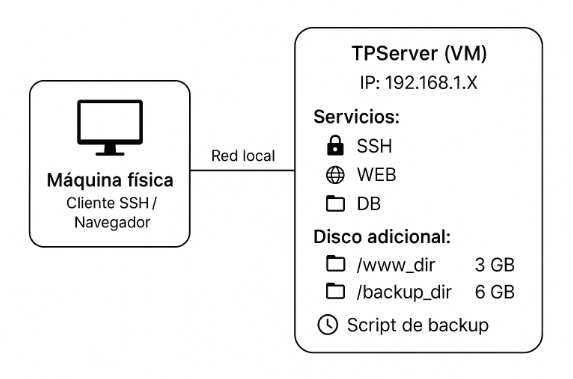 Máquina física
Cliente SSH /
Navegador
Red local
TPServer (VM)
IP: 192.168.1.X
Servicios:
SSH
WEB
DB
Disco adicional:
/www_dir 3 GB
/backup_dir 6 GB
Script de backup